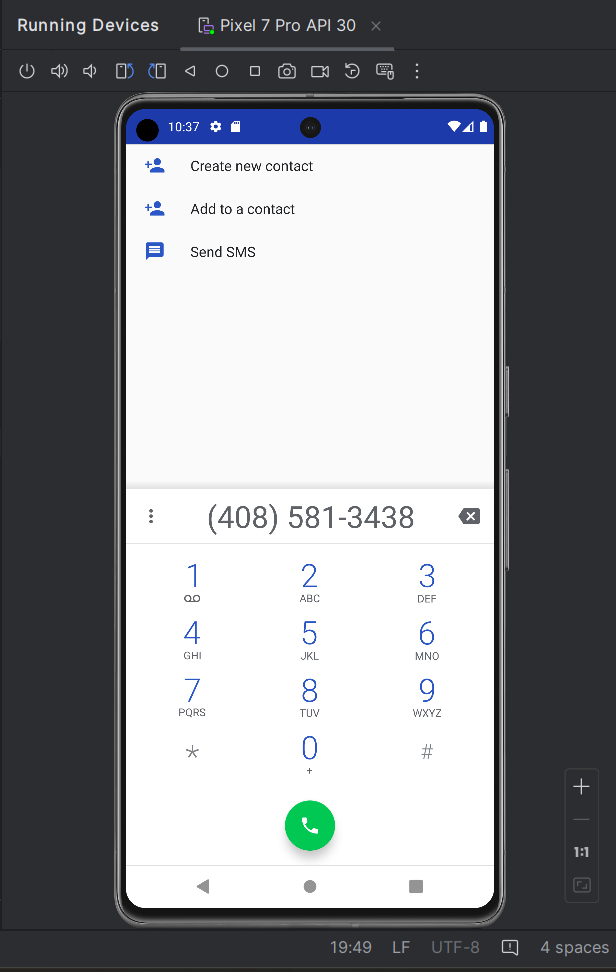 Running Devices Pixel 7 Pro API 30
10:37
Create new contact
Add to a contact
Send SMS
(408) 581-3438
1 2 3
ABC DEF
4 5 6
GHI JKL MNO
7 8 9
PQRS TUV WXYZ
* 0 #
+
1:1
19:49 LF UTF-8 4 spaces